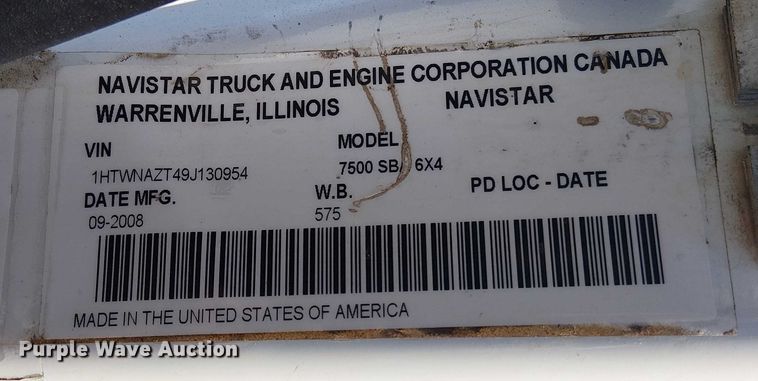 NAVISTAR TRUCK AND ENGINE CORPORATION CANADA
WARRENVILLE, ILLINOIS NAVISTAR
VIN MODEL
1HTWNAZT49J130954 7500 SBA 6X4
DATE MFG. W.B. PD LOC - DATE
09-2008 575
MADE IN THE UNITED STATES OF AMERICA
Purple Wave Auction